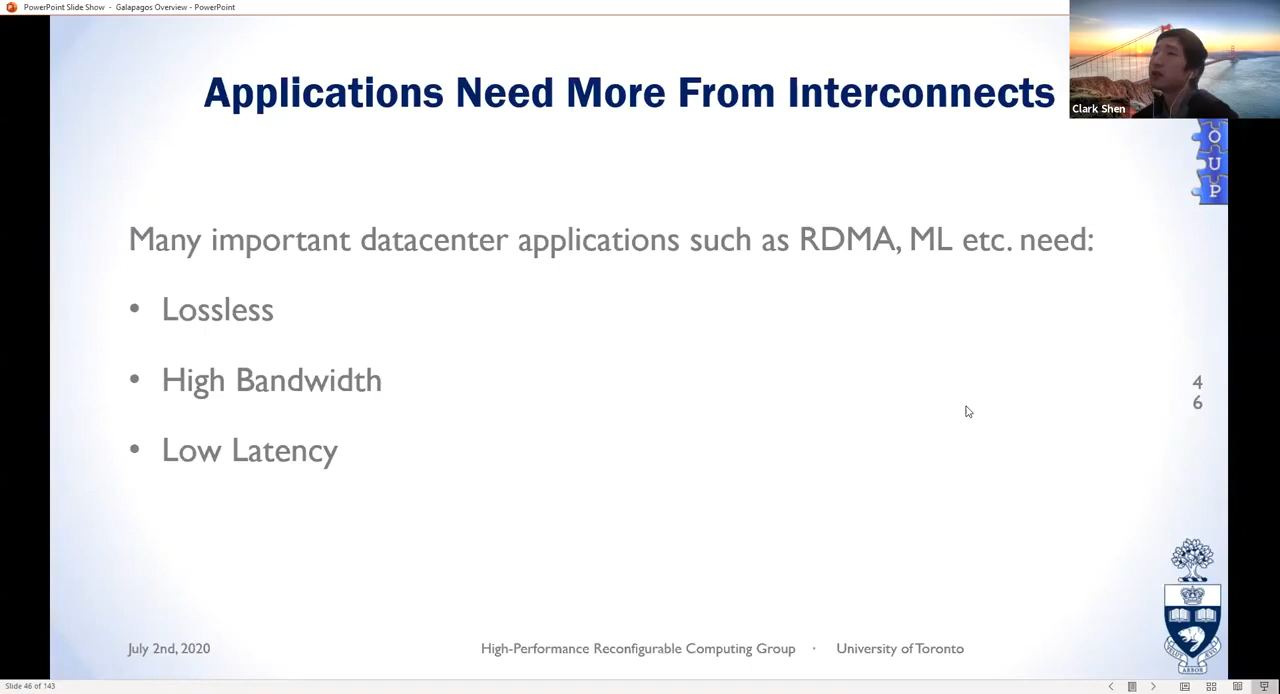 PowerPoint Slide Show - Galapagos Overview - PowerPoint
Applications Need More From Interconnects
Clark Shen
O
U
P
Many important datacenter applications such as RDMA, ML etc. need:
• Lossless
• High Bandwidth
• Low Latency
4
6
July 2nd, 2020
High-Performance Reconfigurable Computing Group · University of Toronto
Slide 46 of 143